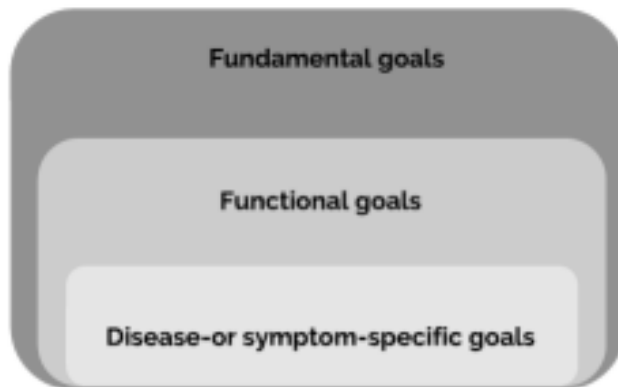 Fundamental goals
Functional goals
Disease-or symptom-specific goals